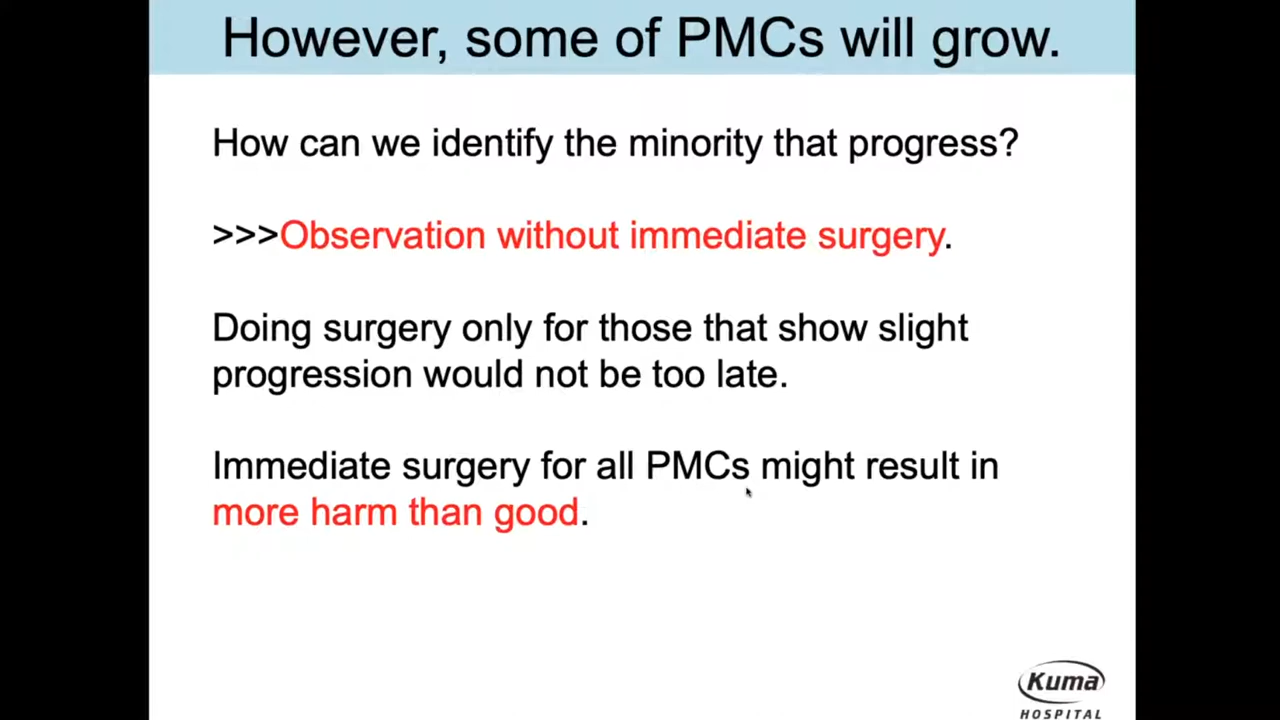 However, some of PMCs will grow.
How can we identify the minority that progress?
>>>Observation without immediate surgery.
Doing surgery only for those that show slight
progression would not be too late.
Immediate surgery for all PMCs might result in
more harm than good.
Kuma
HOSPITAL